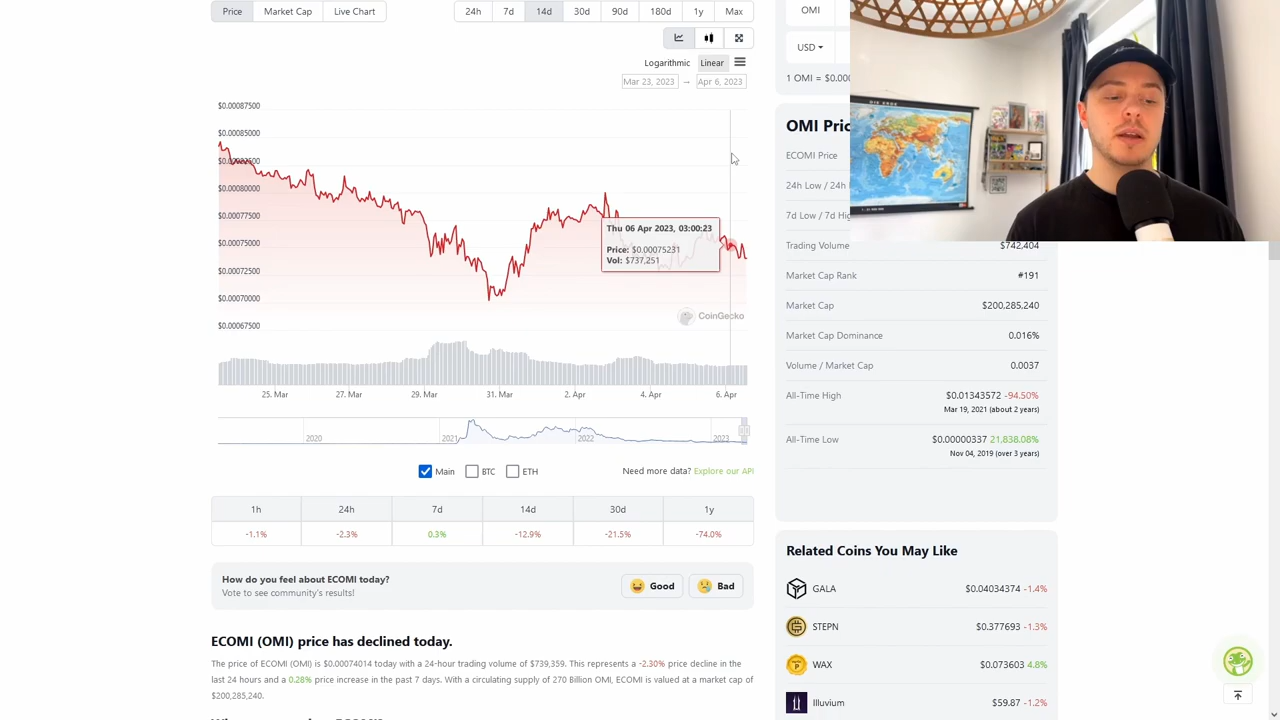 Price Market Cap Live Chart 24h 7d 14d 30d 90d 180d 1y Max
Logarithmic Linear
Mar 23, 2023 → Apr 6, 2023
$0.00087500
$0.00085000
$0.00082500
$0.00080000
$0.00077500
$0.00075000
$0.00072500
$0.00070000
$0.00067500
Thu 06 Apr 2023, 03:00:23
Price: $0.00075231
Vol: $737,251
CoinGecko
25. Mar 27. Mar 29. Mar 31. Mar 2. Apr 4. Apr 6. Apr
2020 2021 2022 2023
Main BTC ETH Need more data? Explore our API
1h 24h 7d 14d 30d 1y
-1.1% -2.3% 0.3% -12.9% -21.5% -74.0%
How do you feel about ECOMI today?
Vote to see community's results!
Good Bad
ECOMI (OMI) price has declined today.
The price of ECOMI (OMI) is $0.00074014 today with a 24-hour trading volume of $739,359. This represents a -2.30% price decline in the
last 24 hours and a 0.28% price increase in the past 7 days. With a circulating supply of 270 Billion OMI, ECOMI is valued at a market cap of
$200,285,240.
OMI
USD
1 OMI = $0.000
DIE ERDE
OMI Pric
ECOMI Price
24h Low / 24h
7d Low / 7d Hig
Trading Volume $742,404
Market Cap Rank #191
Market Cap $200,285,240
Market Cap Dominance 0.016%
Volume / Market Cap 0.0037
All-Time High $0.01343572 -94.50%
Mar 19, 2021 (about 2 years)
All-Time Low $0.00000337 21,838.08%
Nov 04, 2019 (over 3 years)
Related Coins You May Like
GALA $0.04034374 -1.4%
STEPN $0.377693 -1.3%
WAX $0.073603 4.8%
Illuvium $59.87 -1.2%